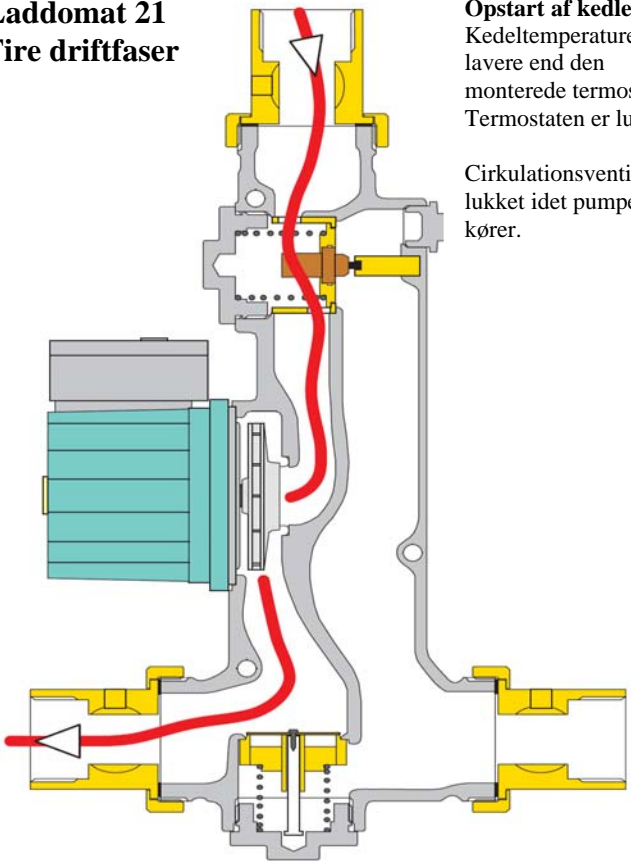 Laddomat 21
Fire driftfaser
Opstart af kedle
Kedeltemperature
lavere end den
monterede termos
Termostaten er lu
Cirkulationsventi
lukket idet pumpe
kører.